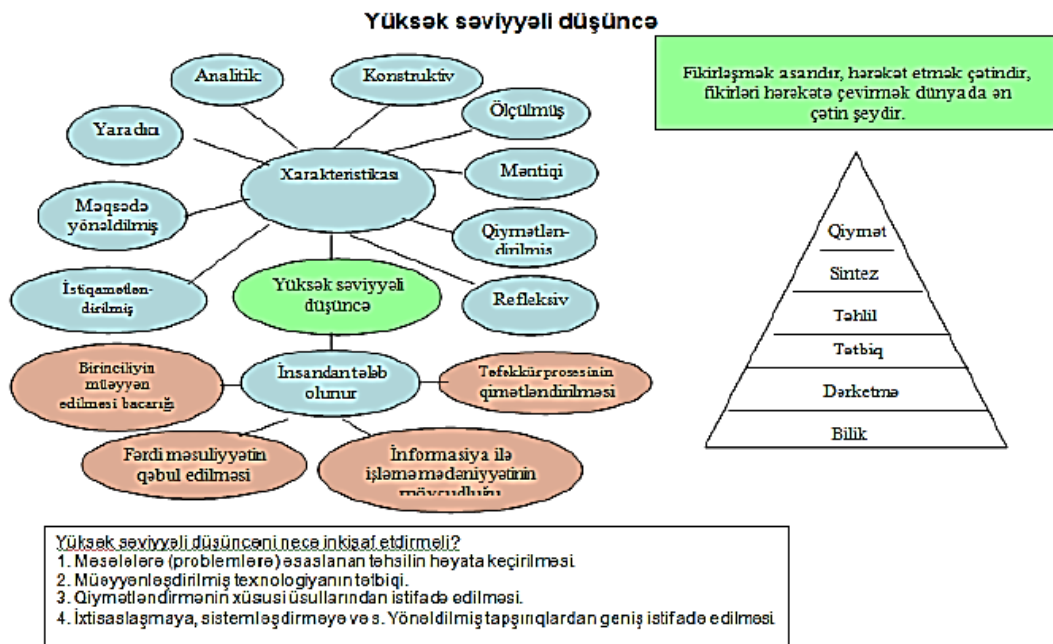 Yüksək səviyyəli düşüncə
Analitik
Konstruktiv
Yaradıcı
Ölçülmüş
Xarakteristikası
Məntiqi
Məqsədə
yönəldilmiş
Qiymətlən-
dirilmiş
İstiqamətlən-
dirilmiş
Yüksək səviyyəli
düşüncə
Refleksiv
Birinciliyin
müəyyən
edilməsi bacarığı
İnsandan tələb
olunur
Təfəkkür prosesinin
qimətləndirilməsi
Fərdi məsuliyyətin
qəbul edilməsi
İnformasiya ilə
işləmə mədəniyyətinin
mövcudluğu
Fikirləşmək asandır, hərəkət etmək çətindir,
fikirləri hərəkətə çevirmək dünyada ən
çətin şeydir.
Qiymət
Sintez
Təhlil
Tətbiq
Dərketmə
Bilik
Yüksək səviyyəli düşüncəni necə inkişaf etdirməli?
1. Məsələlərə (problemlərə) əsaslanan təhsilin həyata keçirilməsi.
2. Müəyyənləşdirilmiş texnologiyanın tətbiqi.
3. Qiymətləndirmənin xüsusi üsullarından istifadə edilməsi.
4. İxtisaslaşmaya, sistemləşdirməyə və s. Yönəldilmiş tapşırıqlardan geniş istifadə edilməsi